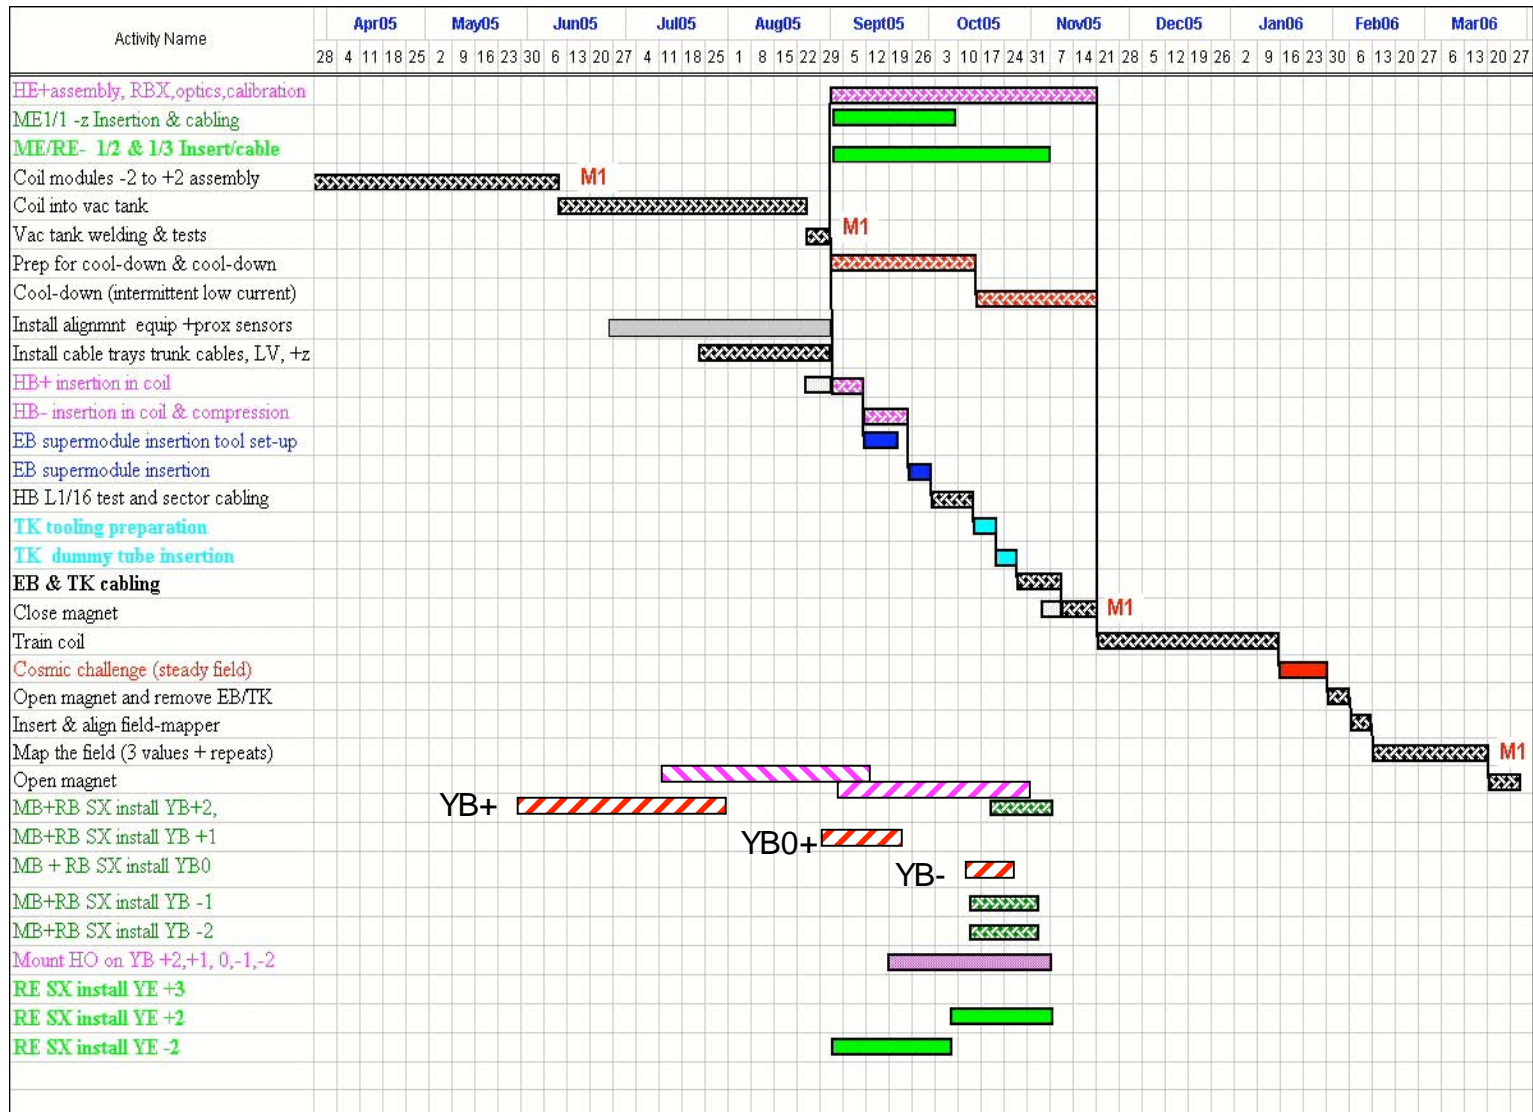 Activity Name
Apr05 May05 Jun05 Jul05 Aug05 Sept05 Oct05 Nov05 Dec05 Jan06 Feb06 Mar06
28 4 11 18 25 2 9 16 23 30 6 13 20 27 4 11 18 25 1 8 15 22 29 5 12 19 26 3 10 17 24 31 7 14 21 28 5 12 19 26 2 9 16 23 30 6 13 20 27 6 13 20 27
HE+assembly, RBX,optics,calibration
ME1/1 -z Insertion & cabling
ME/RE- 1/2 & 1/3 Insert/cable
Coil modules -2 to +2 assembly M1
Coil into vac tank
Vac tank welding & tests M1
Prep for cool-down & cool-down
Cool-down (intermittent low current)
Install alignmnt equip +prox sensors
Install cable trays trunk cables, LV, +z
HB+ insertion in coil
HB- insertion in coil & compression
EB supermodule insertion tool set-up
EB supermodule insertion
HB L1/16 test and sector cabling
TK tooling preparation
TK dummy tube insertion
EB & TK cabling
Close magnet M1
Train coil
Cosmic challenge (steady field)
Open magnet and remove EB/TK
Insert & align field-mapper
Map the field (3 values + repeats) M1
Open magnet
MB+RB SX install YB+2, YB+
MB+RB SX install YB +1 YB0+
MB + RB SX install YB0 YB-
MB+RB SX install YB -1
MB+RB SX install YB -2
Mount HO on YB +2,+1, 0,-1,-2
RE SX install YE +3
RE SX install YE +2
RE SX install YE -2